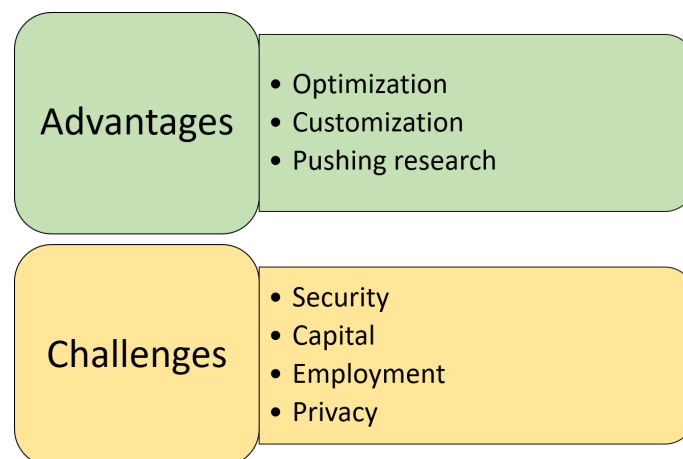 Advantages
• Optimization
• Customization
• Pushing research
Challenges
• Security
• Capital
• Employment
• Privacy